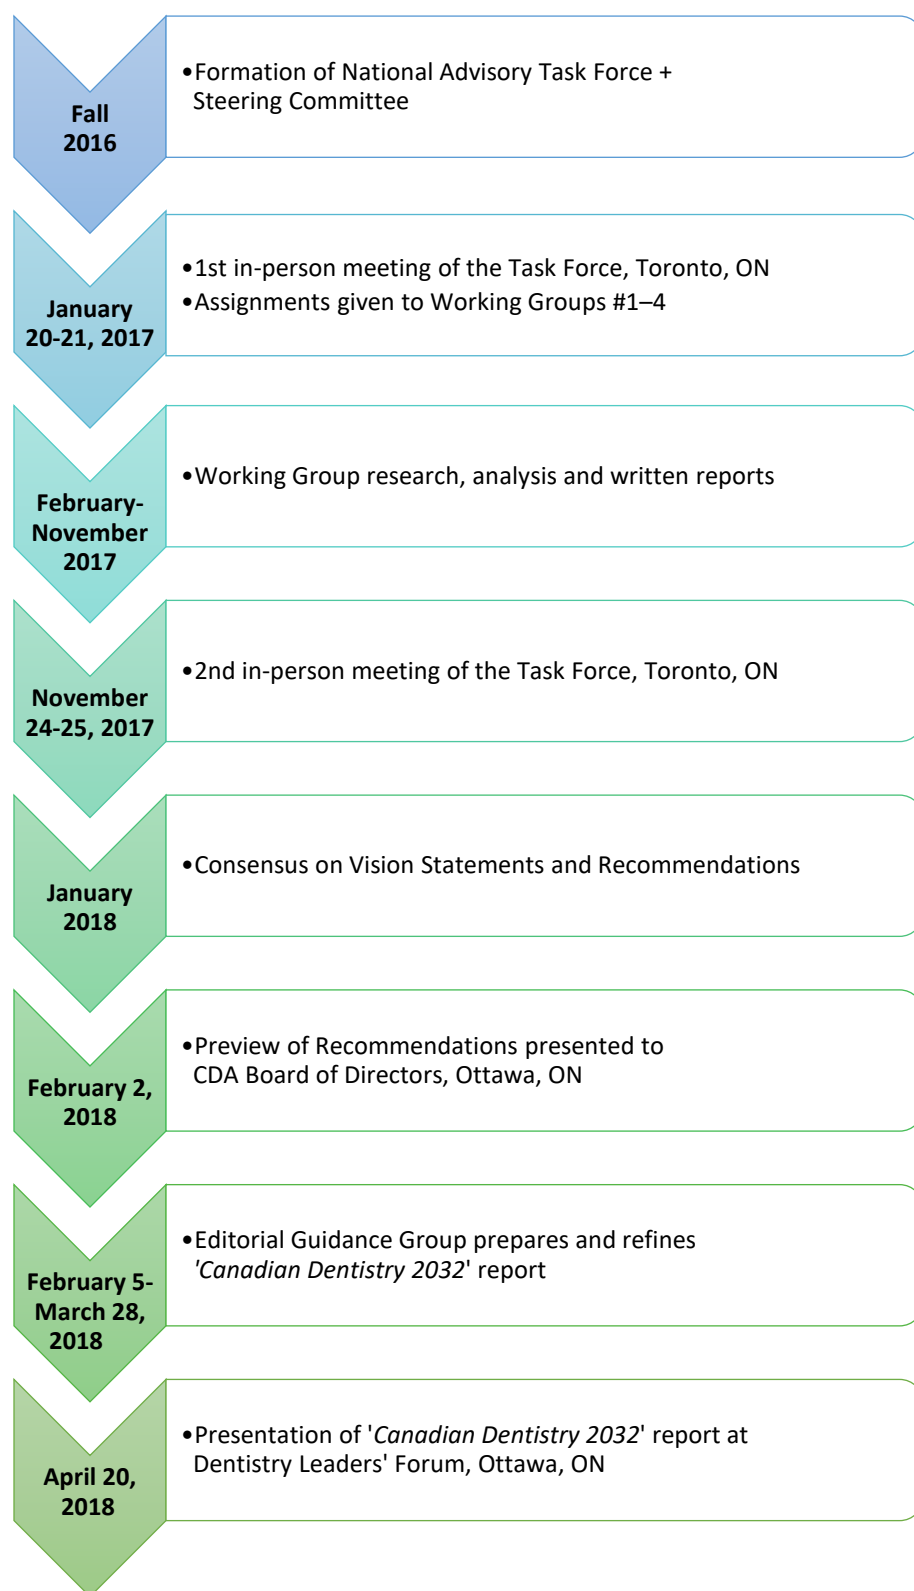 Fall
2016
•Formation of National Advisory Task Force +
Steering Committee
January
20-21, 2017
•1st in-person meeting of the Task Force, Toronto, ON
•Assignments given to Working Groups #1–4
February-
November
2017
•Working Group research, analysis and written reports
November
24-25, 2017
•2nd in-person meeting of the Task Force, Toronto, ON
January
2018
•Consensus on Vision Statements and Recommendations
February 2,
2018
•Preview of Recommendations presented to
CDA Board of Directors, Ottawa, ON
February 5-
March 28,
2018
•Editorial Guidance Group prepares and refines
'Canadian Dentistry 2032' report
April 20,
2018
•Presentation of 'Canadian Dentistry 2032' report at
Dentistry Leaders' Forum, Ottawa, ON